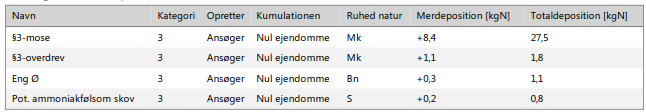 Navn Kategori Opretter Kumulationen Ruhed natur Merdeposition [kgN] Totaldeposition [kgN]
§3-mose 3 Ansøger Nul ejendomme Mk +8,4 27,5
§3-overdrev 3 Ansøger Nul ejendomme Mk +1,1 1,8
Eng Ø 3 Ansøger Nul ejendomme Bn +0,3 1,1
Pot. ammoniakfølsom skov 3 Ansøger Nul ejendomme S +0,2 0,8